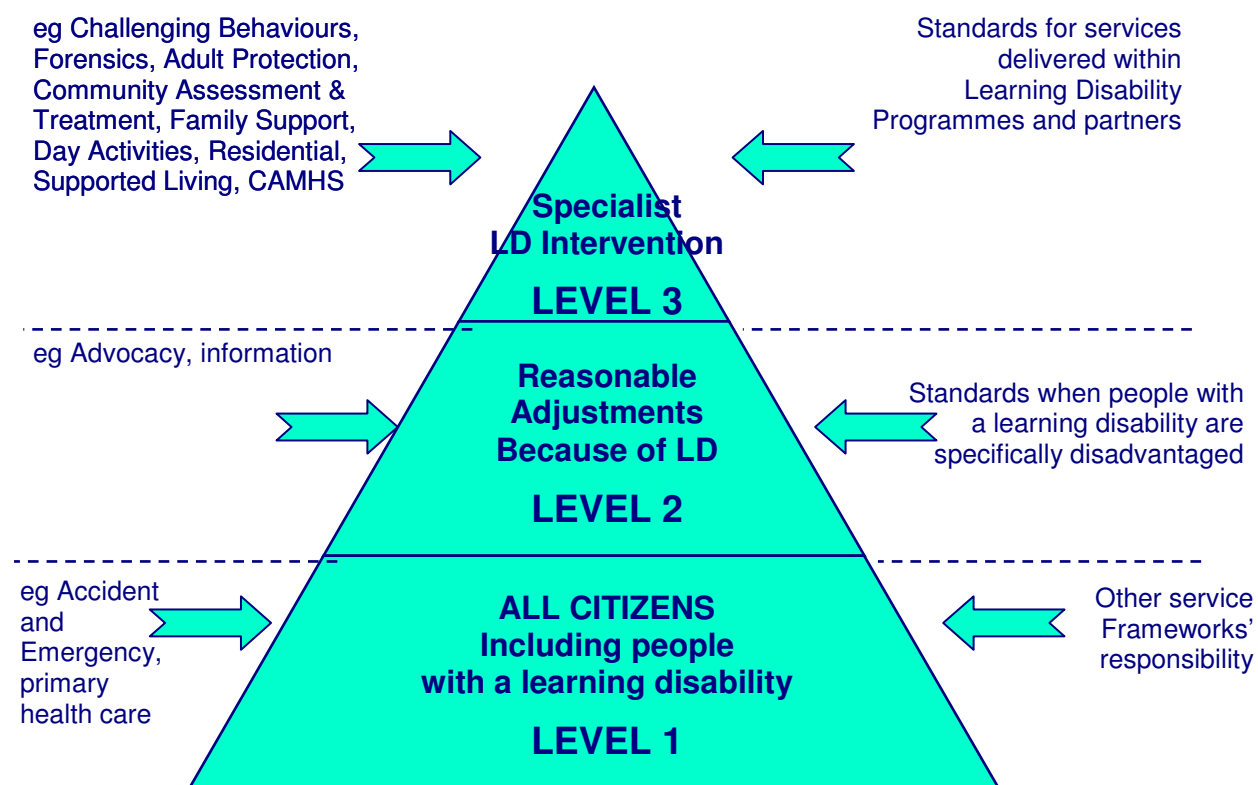 eg Challenging Behaviours,
Forensics, Adult Protection,
Community Assessment &
Treatment, Family Support,
Day Activities, Residential,
Supported Living, CAMHS
Standards for services
delivered within
Learning Disability
Programmes and partners
Specialist
LD Intervention
LEVEL 3
eg Advocacy, information
Reasonable
Adjustments
Because of LD
LEVEL 2
Standards when people with
a learning disability are
specifically disadvantaged
eg Accident
and
Emergency,
primary
health care
ALL CITIZENS
Including people
with a learning disability
LEVEL 1
Other service
Frameworks’
responsibility